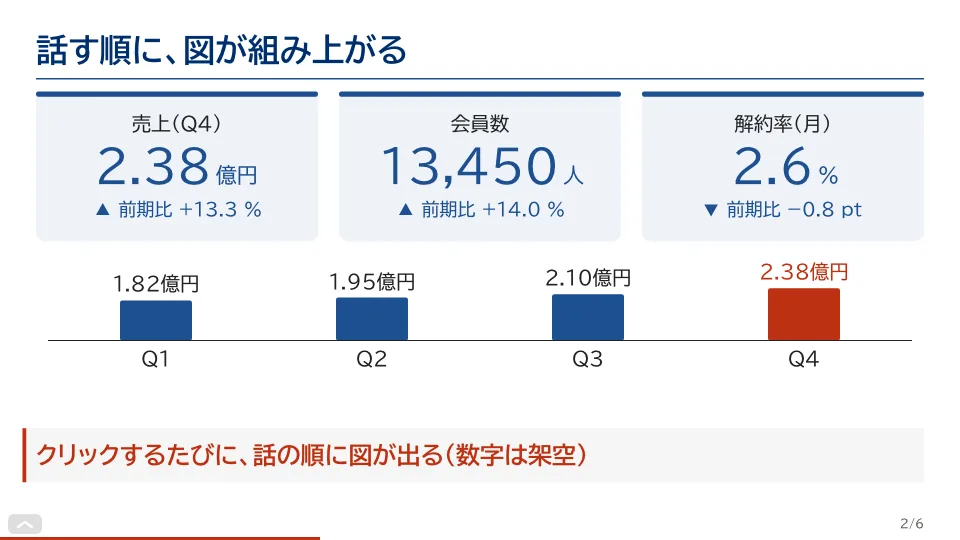 話す順に、図が組み上がる
売上（Q4）
2.38 億円
▲ 前期比 +13.3 %
会員数
13,450 人
▲ 前期比 +14.0 %
解約率（月）
2.6 %
▼ 前期比 −0.8 pt
1.82億円
1.95億円
2.10億円
2.38億円
Q1
Q2
Q3
Q4
クリックするたびに、話の順に図が出る（数字は架空）
2/6